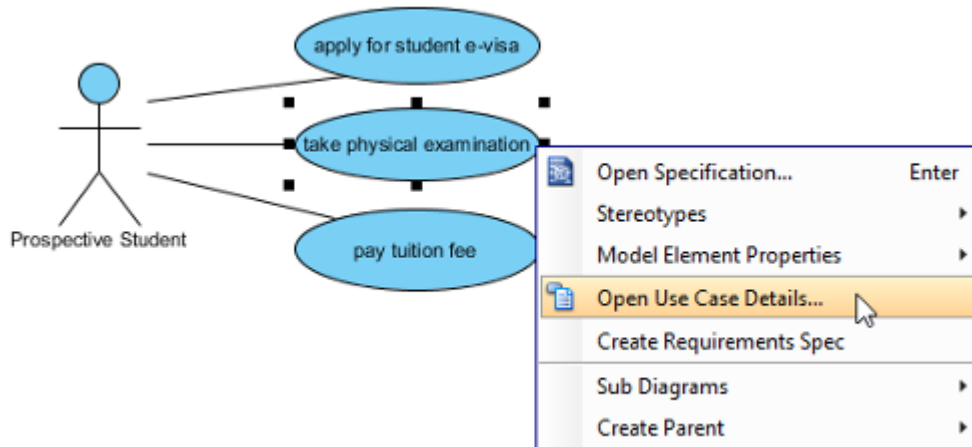 apply for student e-visa
take physical examination
pay tuition fee
Prospective Student
Open Specification... Enter
Stereotypes
Model Element Properties
Open Use Case Details...
Create Requirements Spec
Sub Diagrams
Create Parent